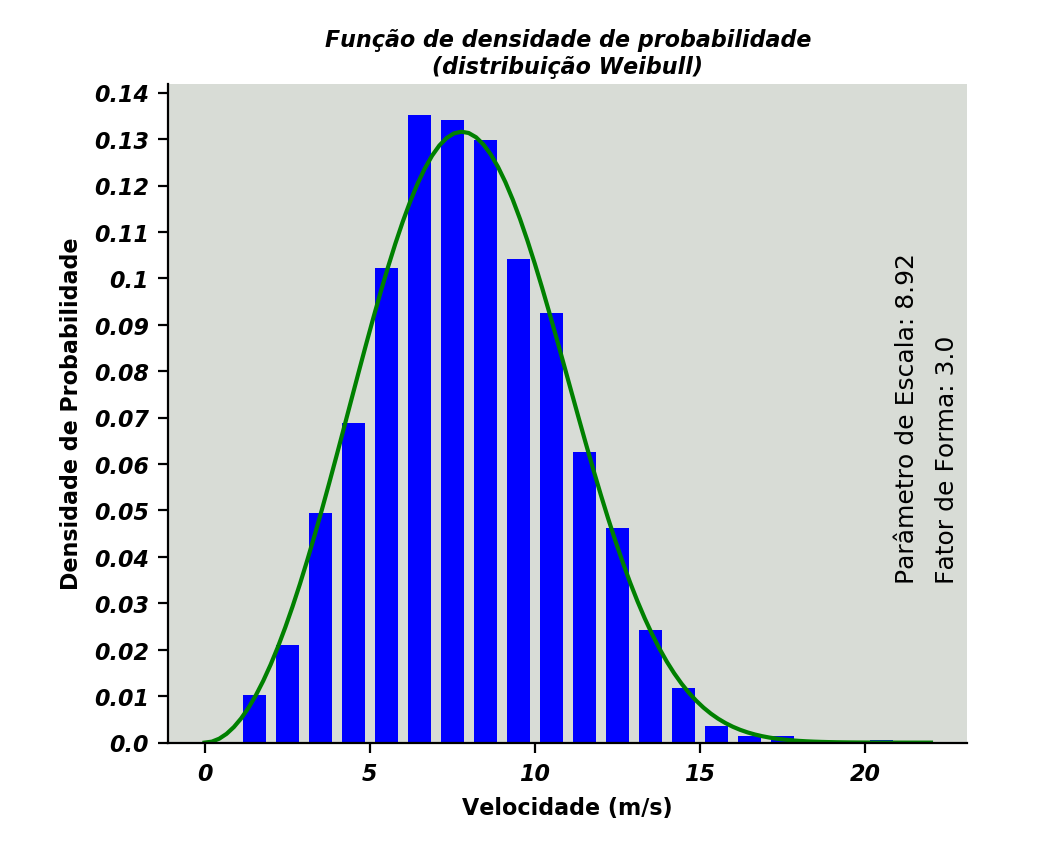 Função de densidade de probabilidade
(distribuição Weibull)
Densidade de Probabilidade
0.14
0.13
0.12
0.11
0.1
0.09
0.08
0.07
0.06
0.05
0.04
0.03
0.02
0.01
0.0
Parâmetro de Escala: 8.92
Fator de Forma: 3.0
0 5 10 15 20
Velocidade (m/s)